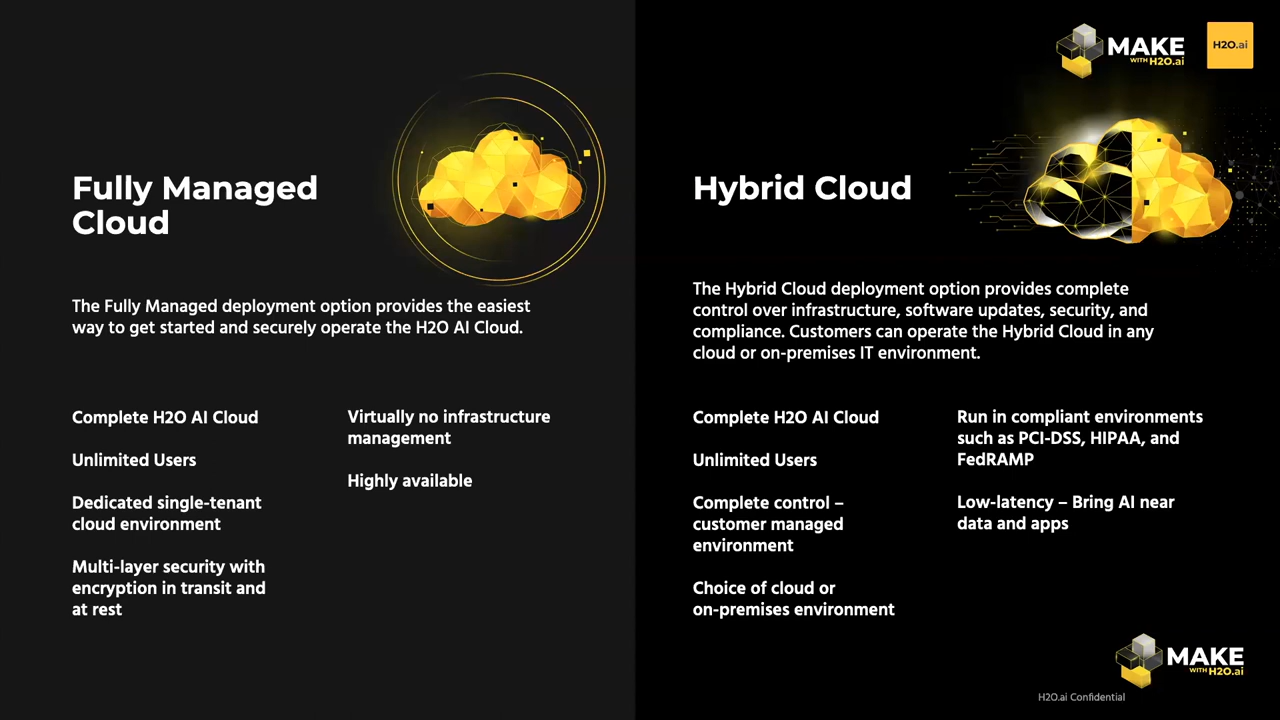 MAKE
WITH H2O.ai
H2O.ai
Fully Managed
Cloud
The Fully Managed deployment option provides the easiest
way to get started and securely operate the H2O AI Cloud.
Complete H2O AI Cloud
Unlimited Users
Dedicated single-tenant
cloud environment
Multi-layer security with
encryption in transit and
at rest
Virtually no infrastructure
management
Highly available
Hybrid Cloud
The Hybrid Cloud deployment option provides complete
control over infrastructure, software updates, security, and
compliance. Customers can operate the Hybrid Cloud in any
cloud or on-premises IT environment.
Complete H2O AI Cloud
Unlimited Users
Complete control –
customer managed
environment
Choice of cloud or
on-premises environment
Run in compliant environments
such as PCI-DSS, HIPAA, and
FedRAMP
Low-latency – Bring AI near
data and apps
MAKE
WITH H2O.ai
H2O.ai Confidential